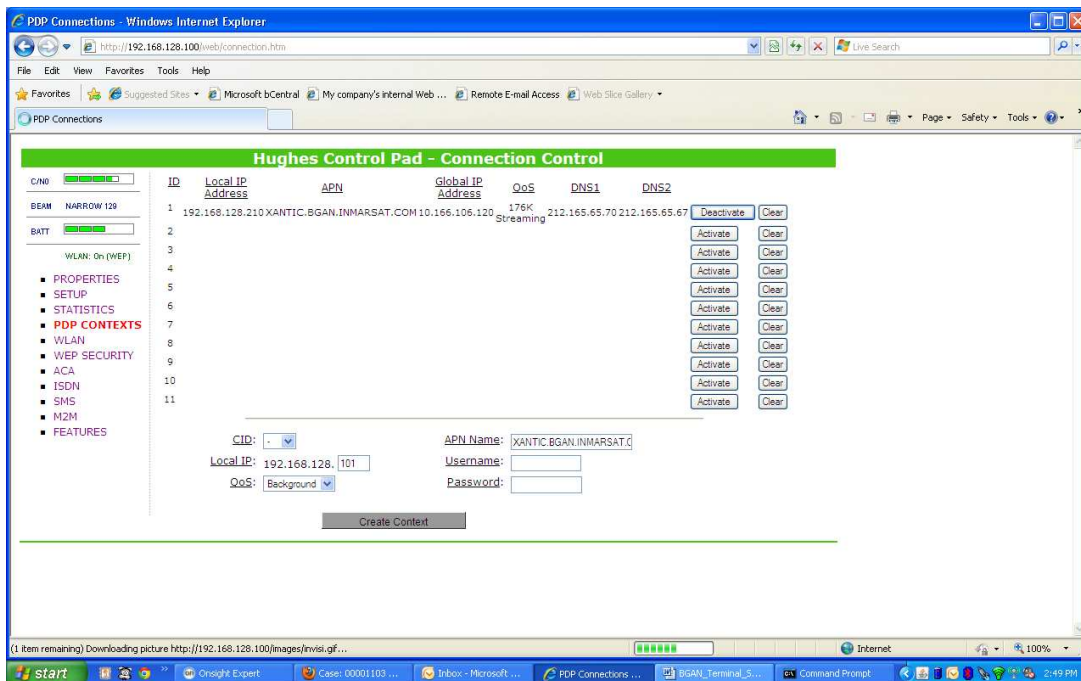 PDP Connections - Windows Internet Explorer
http://192.168.128.100/web/connection.htm
Live Search
File Edit View Favorites Tools Help
Favorites Suggested Sites Microsoft bCentral My company's internal Web ... Remote E-mail Access Web Slice Gallery
PDP Connections Page Safety Tools
Hughes Control Pad - Connection Control
C/N0
BEAM NARROW 129
BATT
WLAN: On (WEP)
PROPERTIES
SETUP
STATISTICS
PDP CONTEXTS
WLAN
WEP SECURITY
ACA
ISDN
SMS
M2M
FEATURES
ID Local IP Address APN Global IP Address QoS DNS1 DNS2
1 192.168.128.210 XANTIC.BGAN.INMARSAT.COM 10.166.106.120 176K Streaming 212.165.65.70 212.165.65.67 Deactivate Clear
2 Activate Clear
3 Activate Clear
4 Activate Clear
5 Activate Clear
6 Activate Clear
7 Activate Clear
8 Activate Clear
9 Activate Clear
10 Activate Clear
11 Activate Clear
CID: - APN Name: XANTIC.BGAN.INMARSAT.C
Local IP: 192.168.128. 101 Username:
QoS: Background Password:
Create Context
(1 item remaining) Downloading picture http://192.168.128.100/images/invisi.gif... Internet 100%
start Onsight Expert Case: 00001103 ... Inbox - Microsoft ... PDP Connections ... BGAN_Terminal_S... Command Prompt 2:49 PM